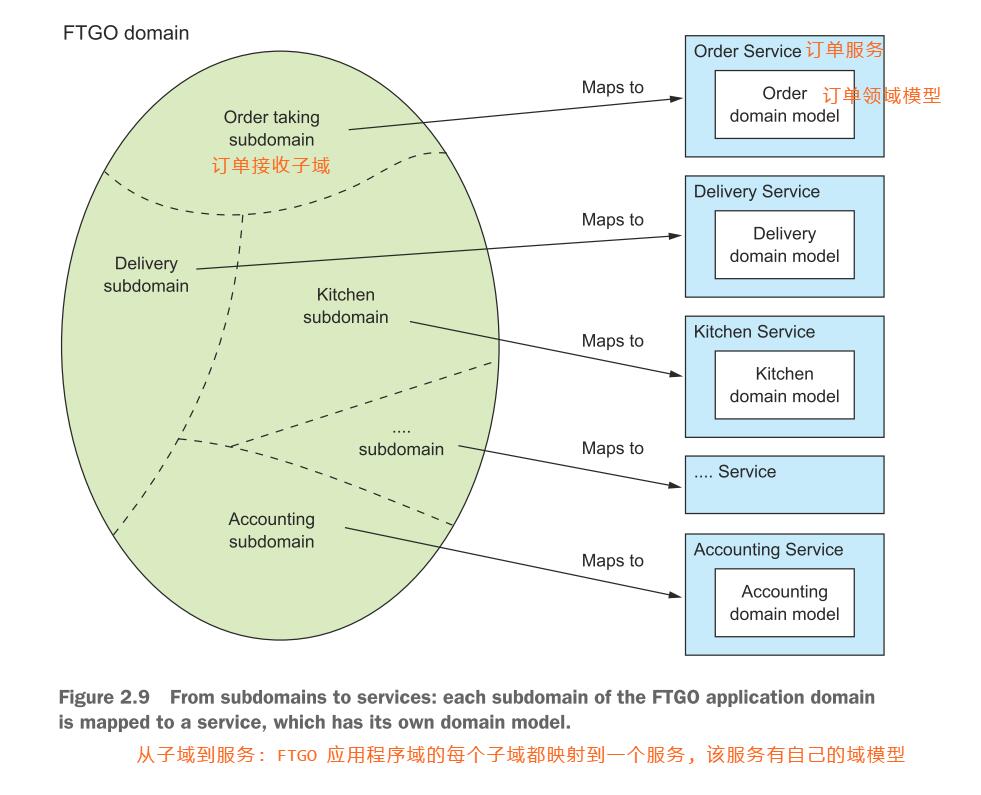 FTGO domain
Order taking
subdomain
订单接收子域
Delivery
subdomain
Kitchen
subdomain
....
subdomain
Accounting
subdomain
Maps to
Maps to
Maps to
Maps to
Maps to
Order Service 订单服务
Order
domain model
订单领域模型
Delivery Service
Delivery
domain model
Kitchen Service
Kitchen
domain model
.... Service
Accounting Service
Accounting
domain model
Figure 2.9 From subdomains to services: each subdomain of the FTGO application domain
is mapped to a service, which has its own domain model.
从子域到服务：FTGO 应用程序域的每个子域都映射到一个服务，该服务有自己的域模型